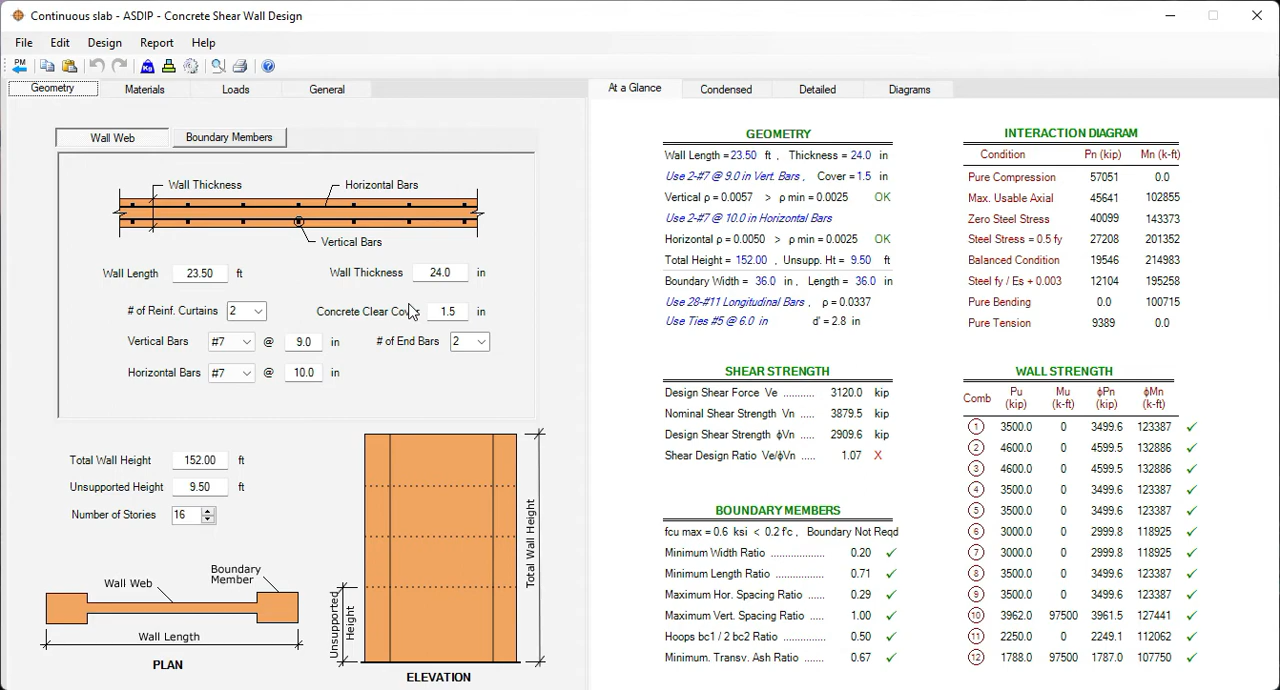 Continuous slab - ASDIP - Concrete Shear Wall Design
File Edit Design Report Help
PM
Kg
Geometry Materials Loads General
At a Glance Condensed Detailed Diagrams
Wall Web Boundary Members
Wall Thickness Horizontal Bars
Vertical Bars
Wall Length 23.50 ft Wall Thickness 24.0 in
# of Reinf. Curtains 2 Concrete Clear 1.5 in
Vertical Bars #7 @ 9.0 in # of End Bars 2
Horizontal Bars #7 @ 10.0 in
Total Wall Height 152.00 ft
Unsupported Height 9.50 ft
Number of Stories 16
Wall Web Boundary Member
Wall Length
PLAN
Unsupported Height
Total Wall Height
ELEVATION
GEOMETRY
Wall Length = 23.50 ft , Thickness = 24.0 in
Use 2-#7 @ 9.0 in Vert. Bars , Cover = 1.5 in
Vertical ρ = 0.0057 > ρ min = 0.0025 OK
Use 2-#7 @ 10.0 in Horizontal Bars
Horizontal ρ = 0.0050 > ρ min = 0.0025 OK
Total Height = 152.00 , Unsupp. Ht = 9.50 ft
Boundary Width = 36.0 in , Length = 36.0 in
Use 28-#11 Longitudinal Bars , ρ = 0.0337
Use Ties #5 @ 6.0 in d' = 2.8 in
SHEAR STRENGTH
Design Shear Force Ve ........... 3120.0 kip
Nominal Shear Strength Vn ..... 3879.5 kip
Design Shear Strength ϕVn ..... 2909.6 kip
Shear Design Ratio Ve/ϕVn ..... 1.07 X
BOUNDARY MEMBERS
fcu max = 0.6 ksi < 0.2 f'c , Boundary Not Reqd
Minimum Width Ratio .................. 0.20 ✓
Minimum Length Ratio ................ 0.71 ✓
Maximum Hor. Spacing Ratio ...... 0.29 ✓
Maximum Vert. Spacing Ratio ..... 1.00 ✓
Hoops bc1 / 2 bc2 Ratio ............. 0.50 ✓
Minimum. Transv. Ash Ratio ....... 0.67 ✓
INTERACTION DIAGRAM
Condition Pn (kip) Mn (k-ft)
Pure Compression 57051 0.0
Max. Usable Axial 45641 102855
Zero Steel Stress 40099 143373
Steel Stress = 0.5 fy 27208 201352
Balanced Condition 19546 214983
Steel fy / Es + 0.003 12104 195258
Pure Bending 0.0 100715
Pure Tension 9389 0.0
WALL STRENGTH
Comb Pu (kip) Mu (k-ft) ϕPn (kip) ϕMn (k-ft)
1 3500.0 0 3499.6 123387 ✓
2 4600.0 0 4599.5 132886 ✓
3 4600.0 0 4599.5 132886 ✓
4 3500.0 0 3499.6 123387 ✓
5 3500.0 0 3499.6 123387 ✓
6 3000.0 0 2999.8 118925 ✓
7 3000.0 0 2999.8 118925 ✓
8 3500.0 0 3499.6 123387 ✓
9 3500.0 0 3499.6 123387 ✓
10 3962.0 97500 3961.5 127441 ✓
11 2250.0 0 2249.1 112062 ✓
12 1788.0 97500 1787.0 107750 ✓